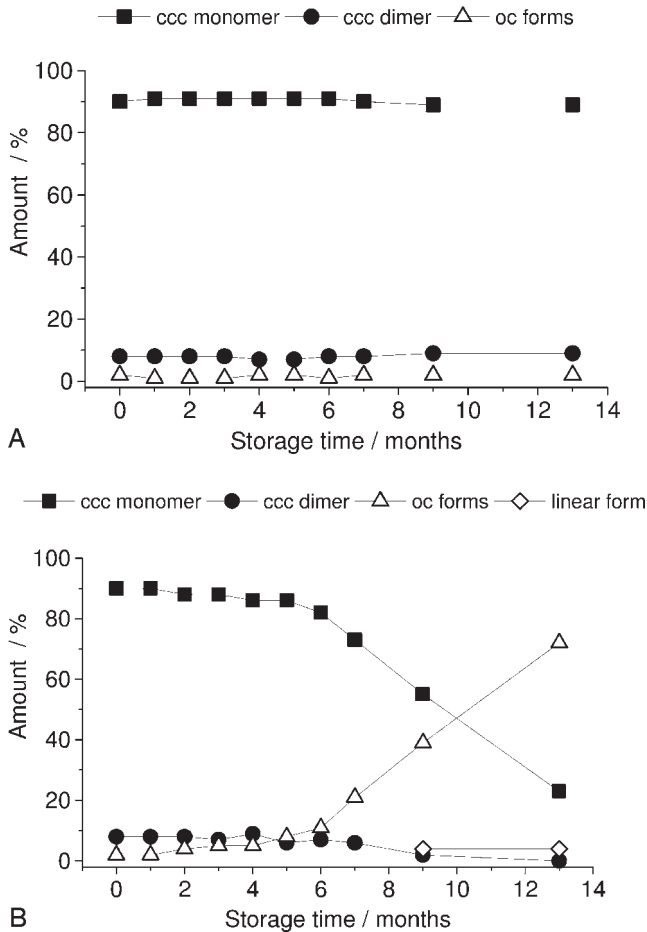 ccc monomer ccc dimer oc forms
100
80
60
40
20
0
Amount / %
0 2 4 6 8 10 12 14
Storage time / months
A
ccc monomer ccc dimer oc forms linear form
100
80
60
40
20
0
Amount / %
0 2 4 6 8 10 12 14
Storage time / months
B